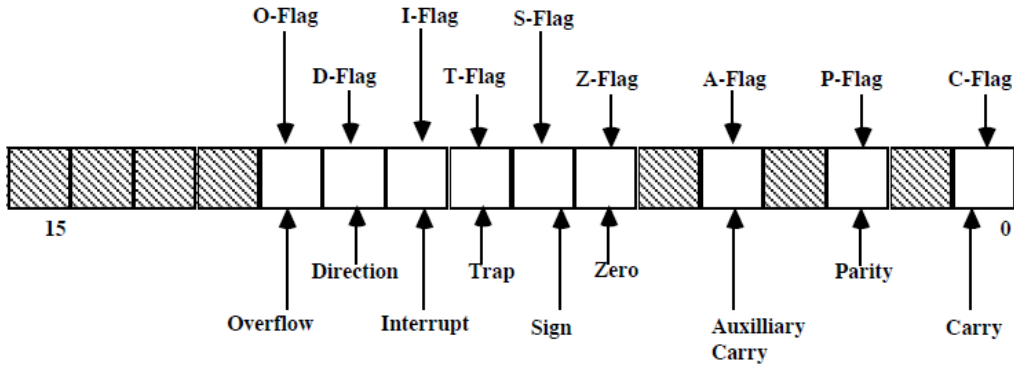 O-Flag
I-Flag
S-Flag
D-Flag
T-Flag
Z-Flag
A-Flag
P-Flag
C-Flag
15
0
Direction
Trap
Zero
Parity
Overflow
Interrupt
Sign
Auxilliary
Carry
Carry